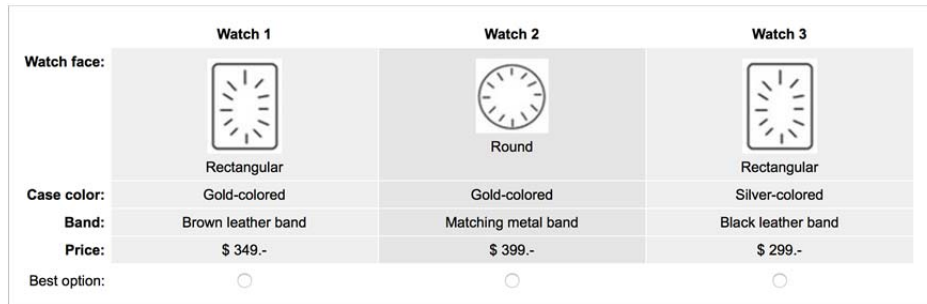 Watch 1 Watch 2 Watch 3
Watch face:
Round
Rectangular Rectangular
Case color: Gold-colored Gold-colored Silver-colored
Band: Brown leather band Matching metal band Black leather band
Price: $ 349.- $ 399.- $ 299.-
Best option: